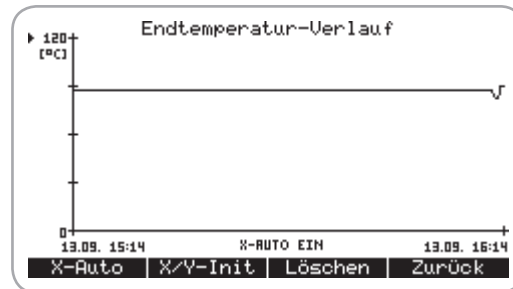 Endtemperatur-Verlauf
120
[°C]
0
13.09. 15:14 X-AUTO EIN 13.09. 16:14
X-Auto X/Y-Init Löschen Zurück